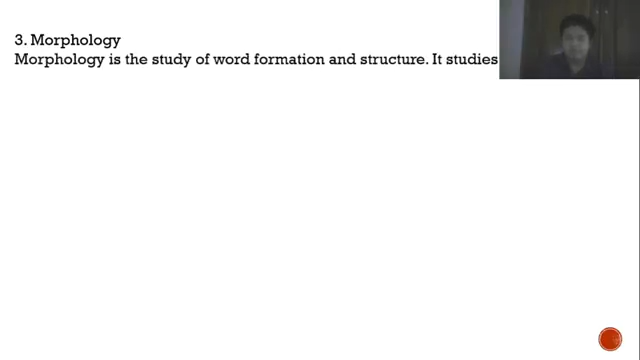 3. Morphology
Morphology is the study of word formation and structure. It studies